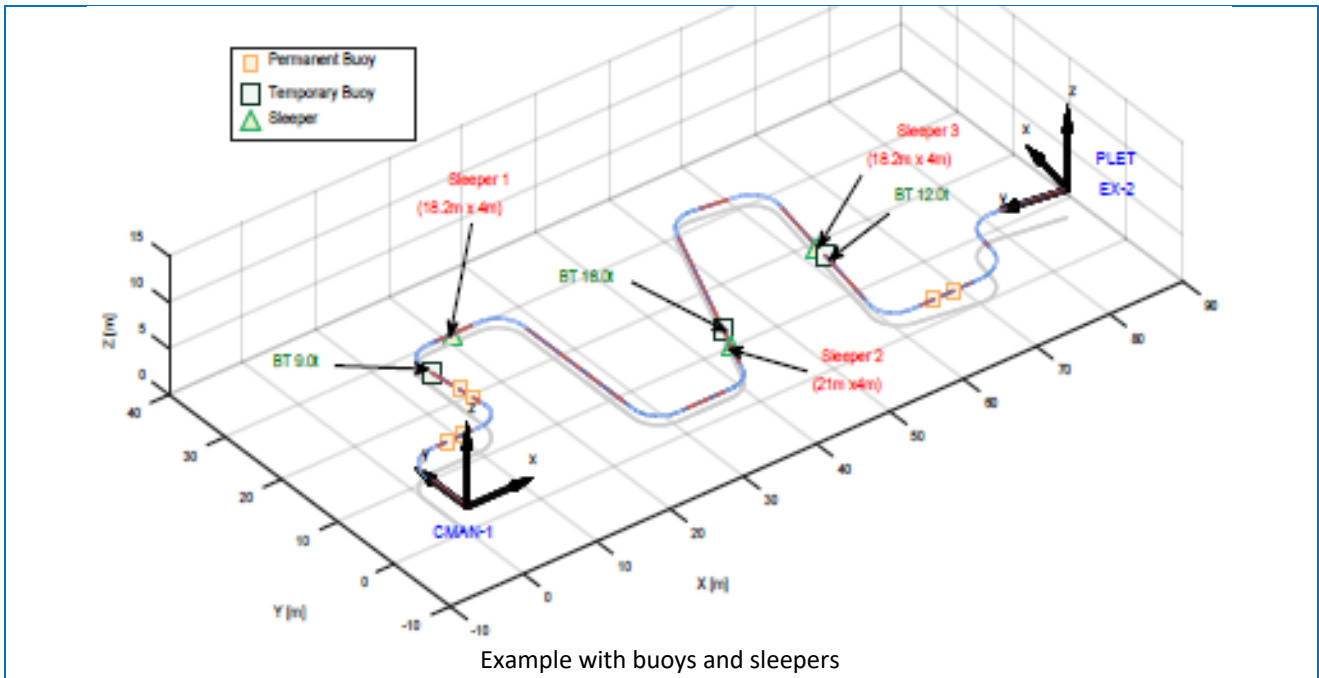 Permanent Buoy
Temporary Buoy
Sleeper
Sleeper 1
(18.2m x 4m)
Sleeper 3
(18.2m x 4m)
BT 12.0t
z
x
y
PLET
EX-2
BT 9.0t
BT 18.0t
Sleeper 2
(21m x4m)
z
Y
x
CMAN-1
Z [m]
15
10
5
0
40
30
20
10
0
-10
Y [m]
-10
0
10
20
30
40
50
60
70
80
90
X [m]
Example with buoys and sleepers